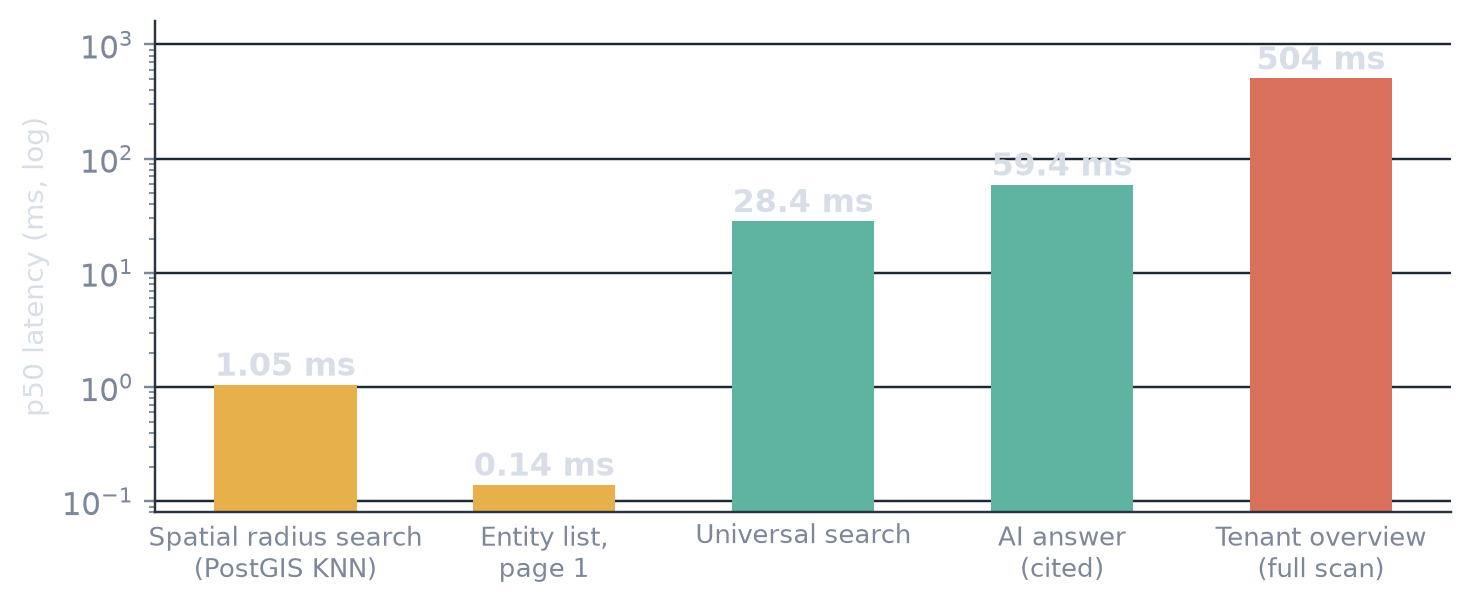 p50 latency (ms, log)
10³
10²
10¹
10⁰
10⁻¹
1.05 ms
0.14 ms
28.4 ms
59.4 ms
504 ms
Spatial radius search
(PostGIS KNN)
Entity list,
page 1
Universal search
AI answer
(cited)
Tenant overview
(full scan)